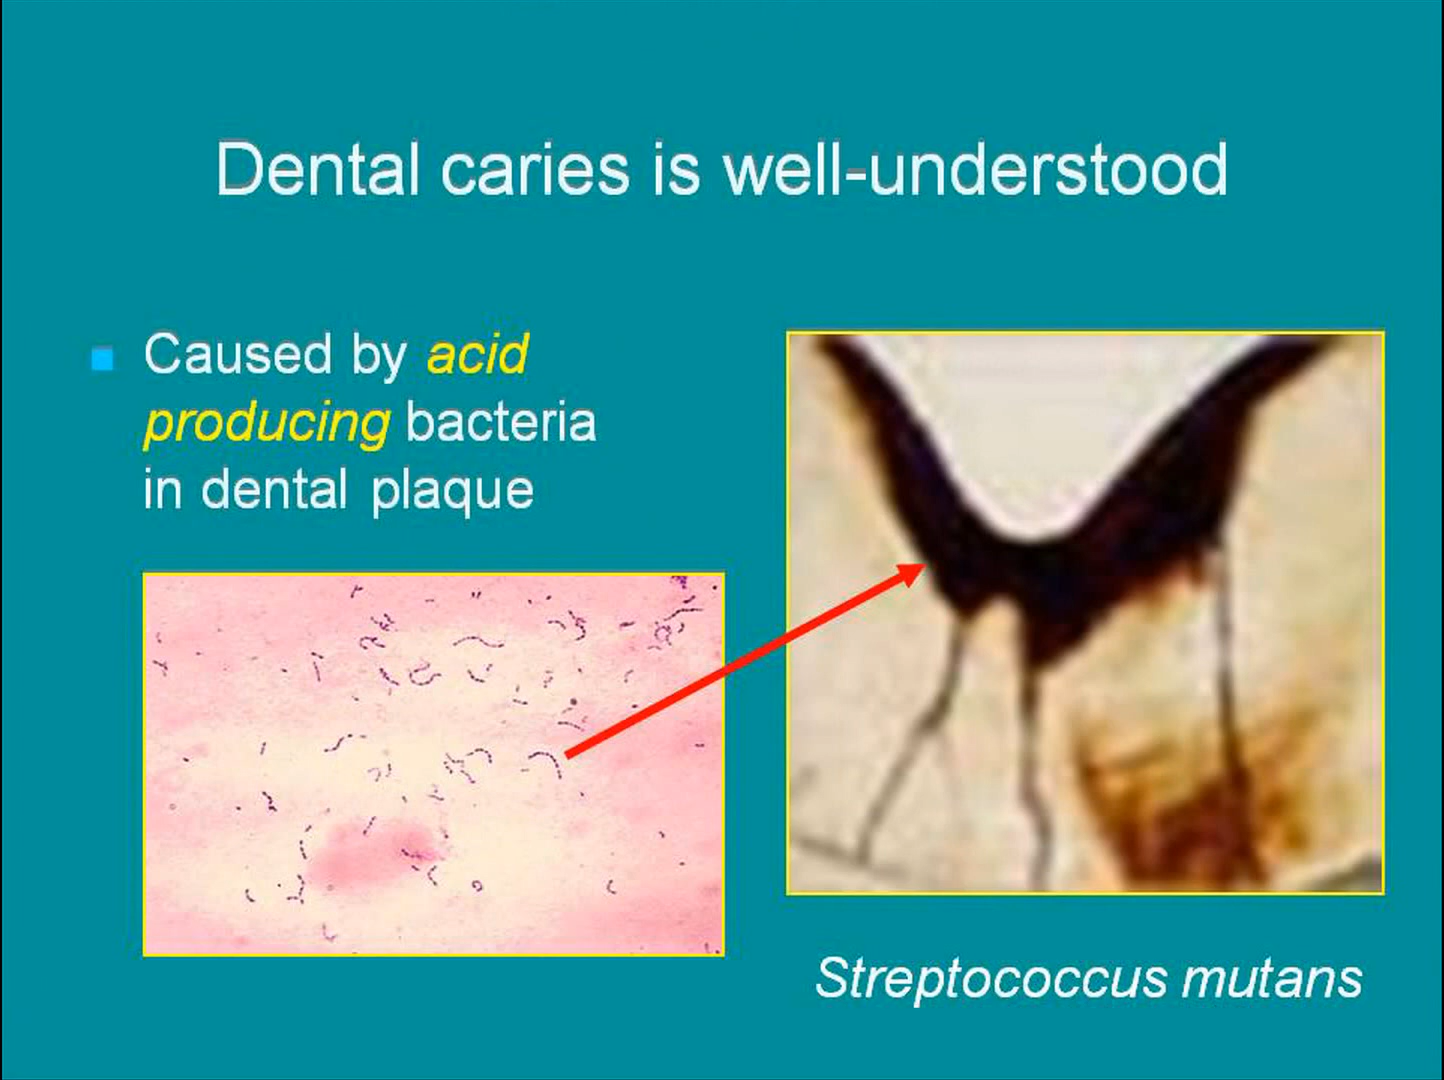 Dental caries is well-understood
Caused by acid
producing bacteria
in dental plaque
Streptococcus mutans